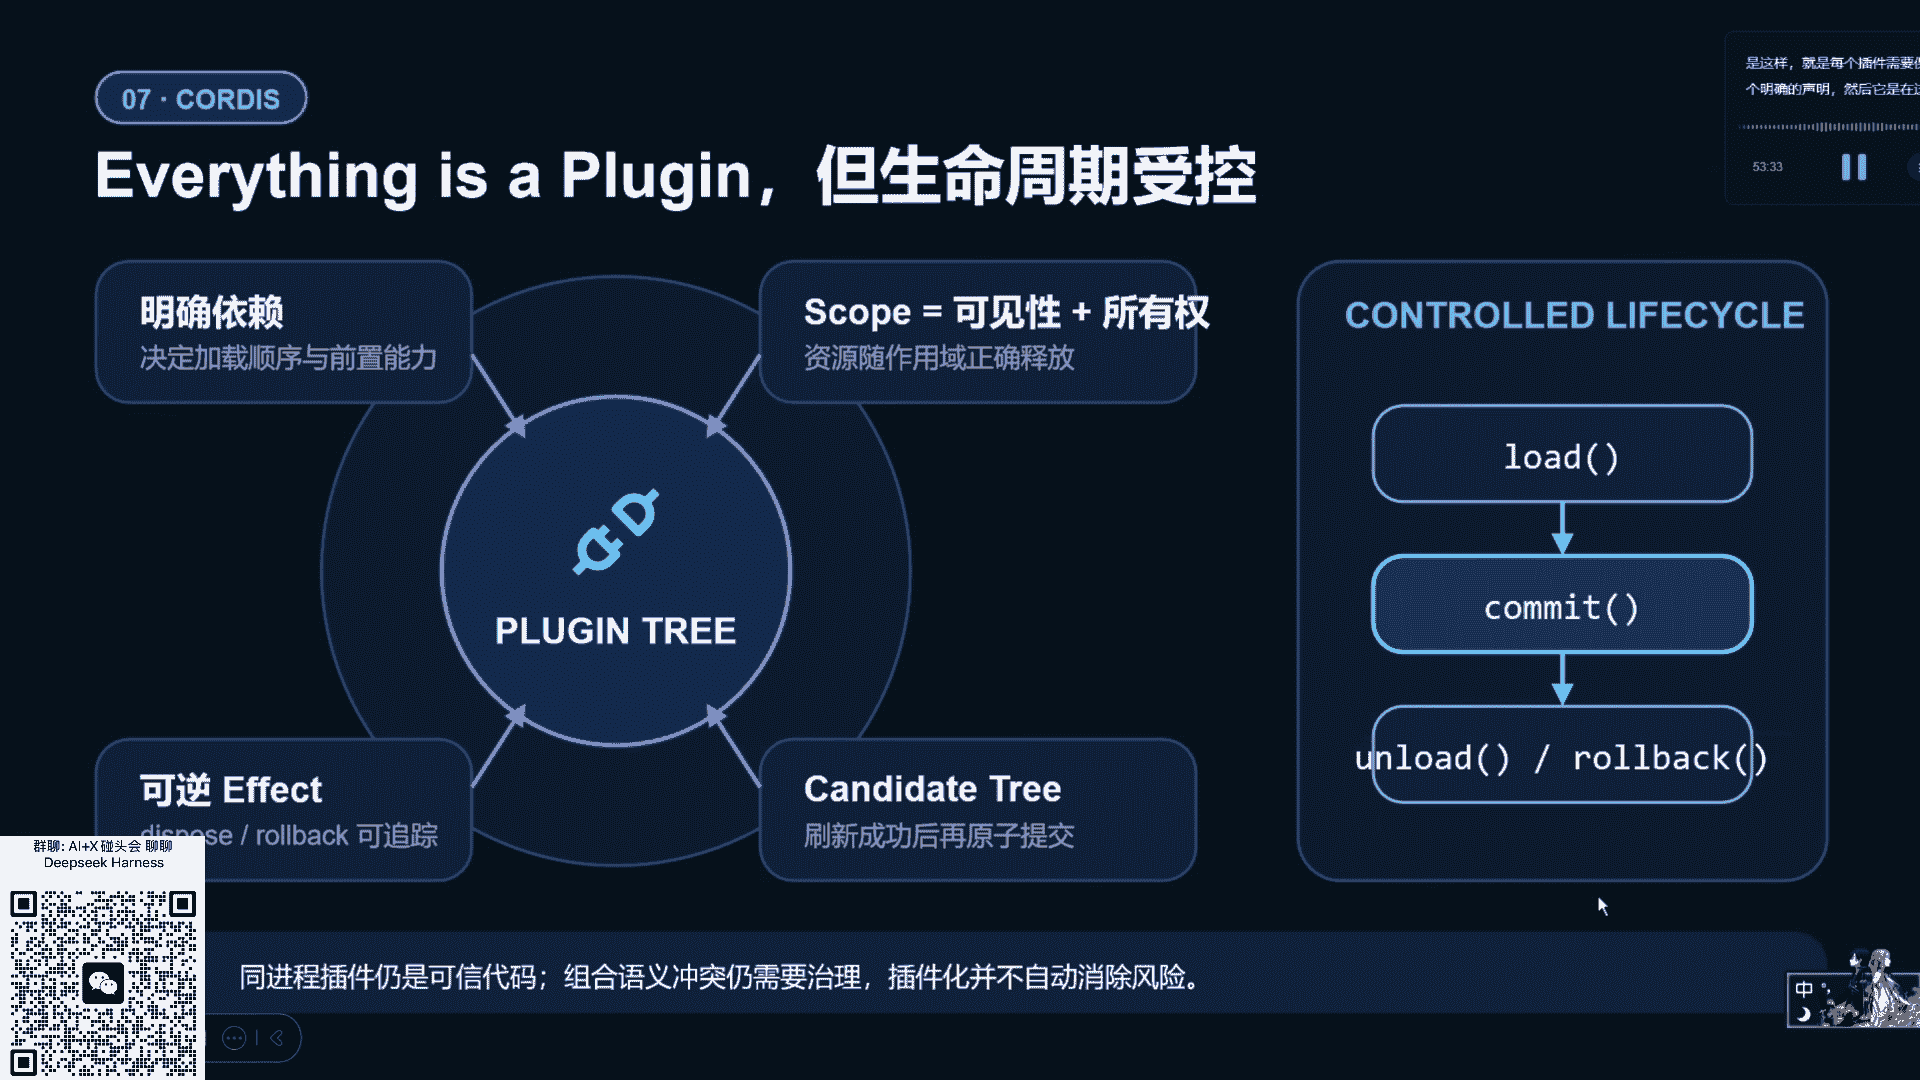 07 · CORDIS
Everything is a Plugin，但生命周期受控
是这样，就是每个插件需要
个明确的声明，然后它是在
53:33
明确依赖
决定加载顺序与前置能力
Scope = 可见性 + 所有权
资源随作用域正确释放
PLUGIN TREE
可逆 Effect
dispose / rollback 可追踪
Candidate Tree
刷新成功后再原子提交
CONTROLLED LIFECYCLE
load()
commit()
unload() / rollback()
群聊: AI+X 碰头会 聊聊
Deepseek Harness
同进程插件仍是可信代码；组合语义冲突仍需要治理，插件化并不自动消除风险。
中